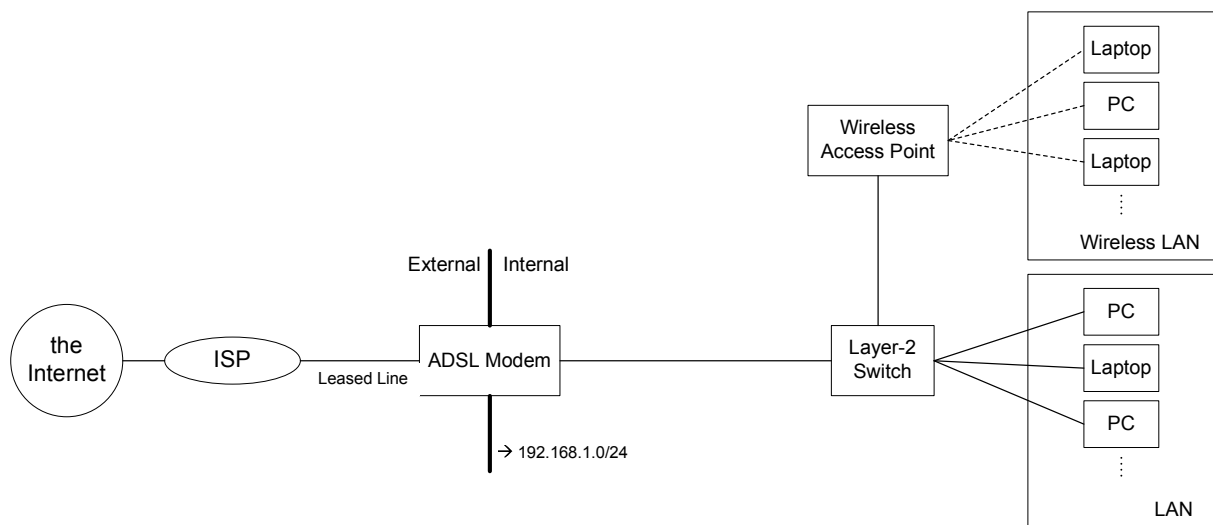 the
Internet
ISP
Leased Line
External
Internal
ADSL Modem
→ 192.168.1.0/24
Wireless
Access Point
Layer-2
Switch
Laptop
PC
Laptop
Wireless LAN
PC
Laptop
PC
LAN